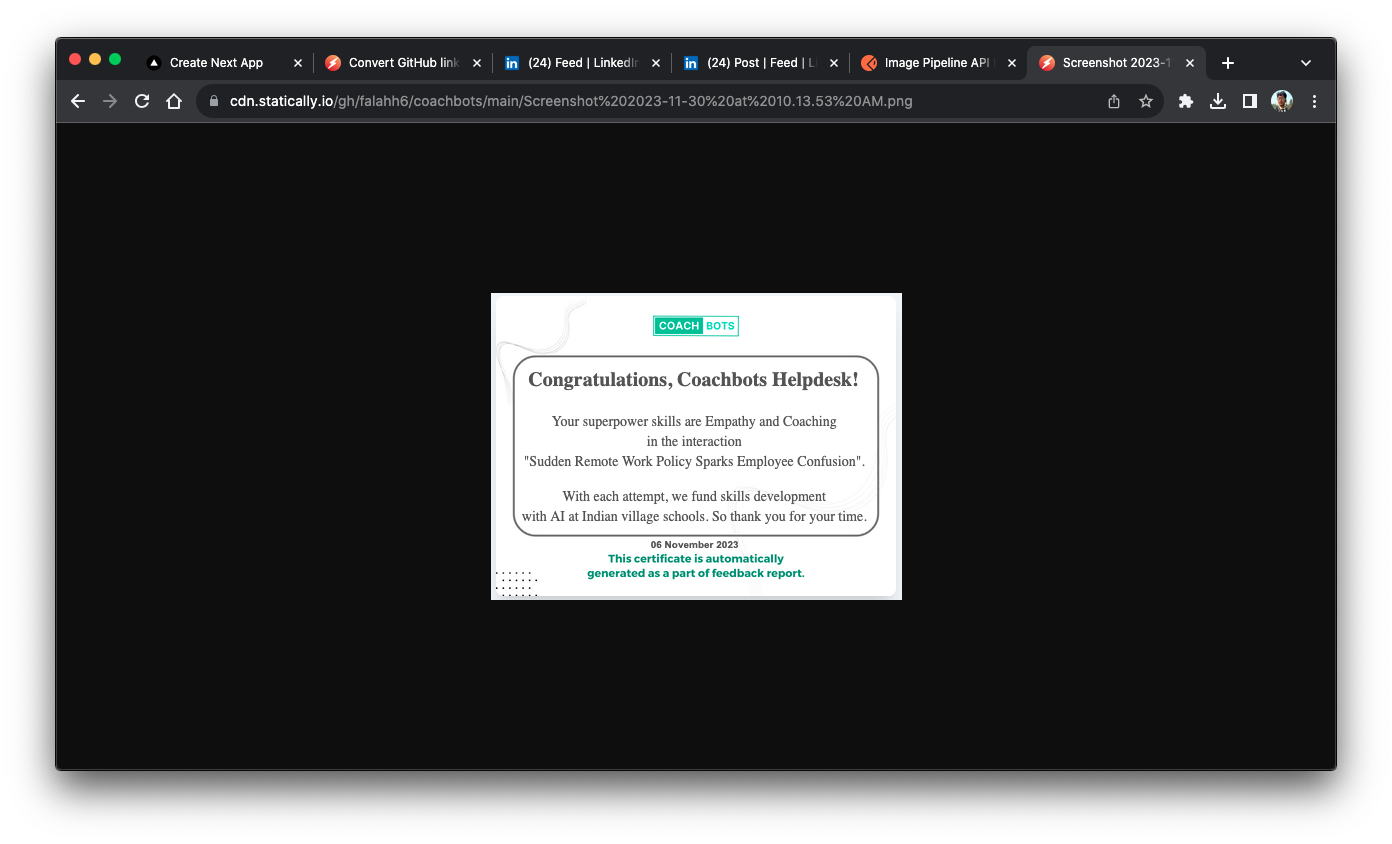 Create Next App
Convert GitHub link
(24) Feed | LinkedIn
(24) Post | Feed | Li
Image Pipeline API
Screenshot 2023-1
cdn.statically.io/gh/falahh6/coachbots/main/Screenshot%202023-11-30%20at%2010.13.53%20AM.png
COACH BOTS
Congratulations, Coachbots Helpdesk!
Your superpower skills are Empathy and Coaching
in the interaction
"Sudden Remote Work Policy Sparks Employee Confusion".
With each attempt, we fund skills development
with AI at Indian village schools. So thank you for your time.
06 November 2023
This certificate is automatically
generated as a part of feedback report.